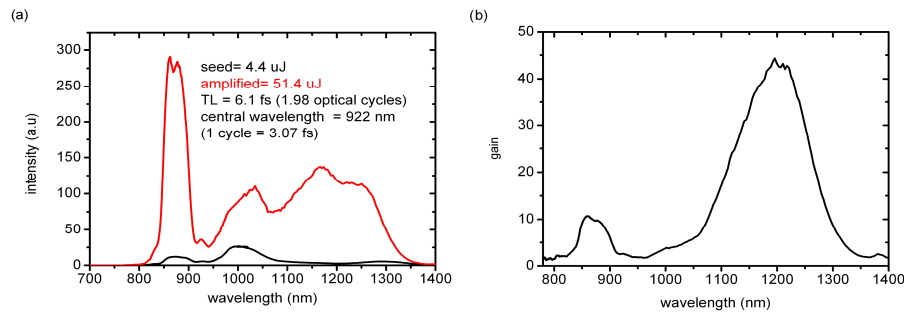 (a)
(b)
300
250
200
150
100
50
0
intensity (a.u)
seed= 4.4 uJ
amplified= 51.4 uJ
TL = 6.1 fs (1.98 optical cycles)
central wavelength = 922 nm
(1 cycle = 3.07 fs)
700 800 900 1000 1100 1200 1300 1400
wavelength (nm)
50
40
30
20
10
0
gain
800 900 1000 1100 1200 1300 1400
wavelength (nm)